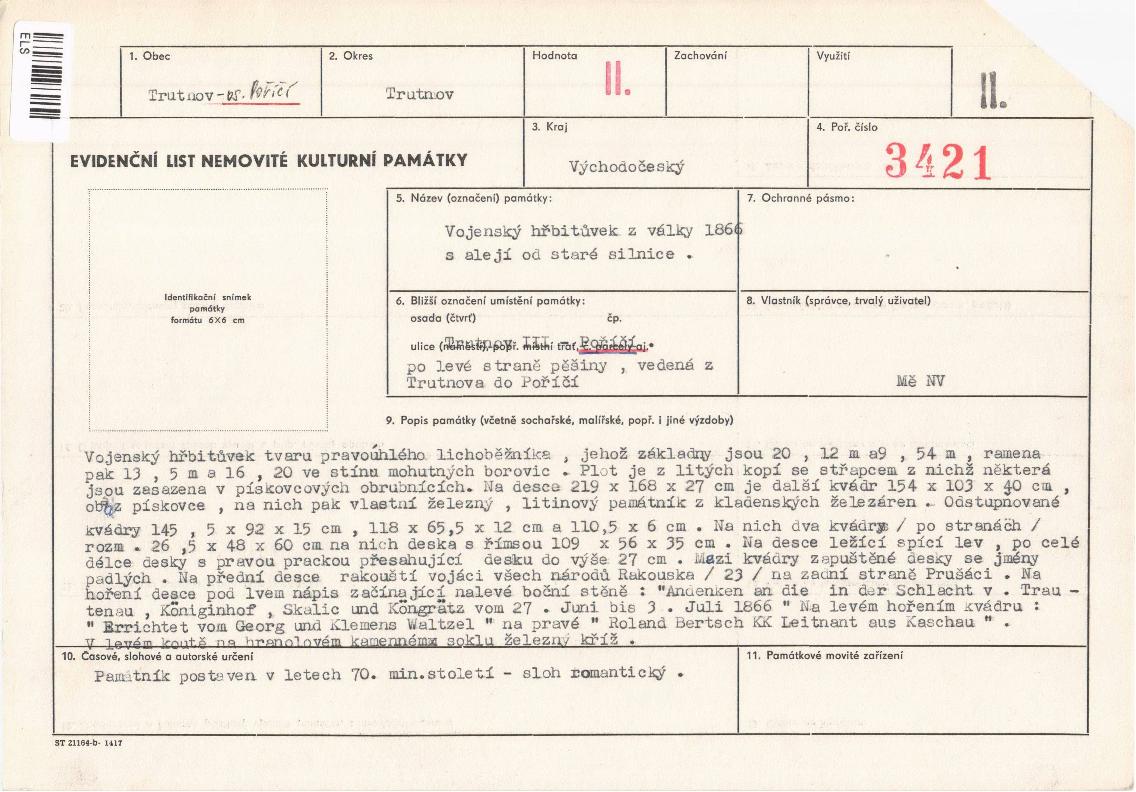 ELS
1. Obec
Trutnov-os. Poříčí
2. Okres
Trutnov
Hodnota
II.
Zachování
Využití
II.
EVIDENČNÍ LIST NEMOVITÉ KULTURNÍ PAMÁTKY
3. Kraj
Východočeský
4. Poř. číslo
3421
Identifikační snímek
památky
formátu 6X6 cm
5. Název (označení) památky:
Vojenský hřbitůvek z války 1866
s alejí od staré silnice .
7. Ochranné pásmo:
6. Bližší označení umístění památky:
osada (čtvrť) čp.
Trutnov III - Poříčí.
ulice (náměstí), popř. místní trať, č. parcely aj.
po levé straně pěšiny , vedená z
Trutnova do Poříčí
8. Vlastník (správce, trvalý uživatel)
Mě NV
9. Popis památky (včetně sochařské, malířské, popř. i jiné výzdoby)
Vojenský hřbitůvek tvaru pravoúhlého lichoběžníka , jehož základny jsou 20 , 12 m a9 , 54 m , ramena
pak 13 , 5 m a 16 , 20 ve stínu mohutných borovic . Plot je z litých kopí se střapcem z nichž některá
jsou zasazena v pískovcových obrubnících. Na desce 219 x 168 x 27 cm je další kvádr 154 x 103 x 40 cm ,
oba z pískovce , na nich pak vlastní železný , litinový památník z kladenských železáren . Odstupňované
kvádry 145 , 5 x 92 x 15 cm , 118 x 65,5 x 12 cm a 110,5 x 6 cm . Na nich dva kvádry / po stranách /
rozm . 26 ,5 x 48 x 60 cm na nich deska s římsou 109 x 56 x 35 cm . Na desce ležící spící lev , po celé
délce desky s pravou prackou přesahující desku do výše 27 cm . Mezi kvádry zapuštěné desky se jmény
padlých . Na přední desce rakouští vojáci všech národů Rakouska / 23 / na zadní straně Prušáci . Na
hoření desce pod lvem nápis začínající nalevé boční stěně : "Andenken an die in der Schlacht v . Trau -
tenau , Königinhof , Skalic und Köngrätz vom 27 . Juni bis 3 . Juli 1866 " Na levém hořením kvádru :
" Errichtet vom Georg und Klemens Waltzel " na pravé " Roland Bertsch KK Leitnant aus Kaschau " .
V levém koutě na hranolovém kamenném soklu železný kříž .
10. Časové, slohové a autorské určení
Památník postaven v letech 70. min.století - sloh romantický .
11. Památkové movité zařízení
ST 21164-b- 1417